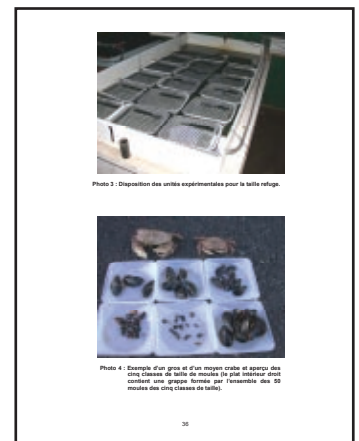 Photo 3 : Disposition des unités expérimentales pour la taille refuge.
Photo 4 : Exemple d'un gros et d'un moyen crabe et aperçu des
cinq classes de taille de moules (le plat intérieur droit
contient une grappe formée par l'ensemble des 50
moules des cinq classes de taille).
36